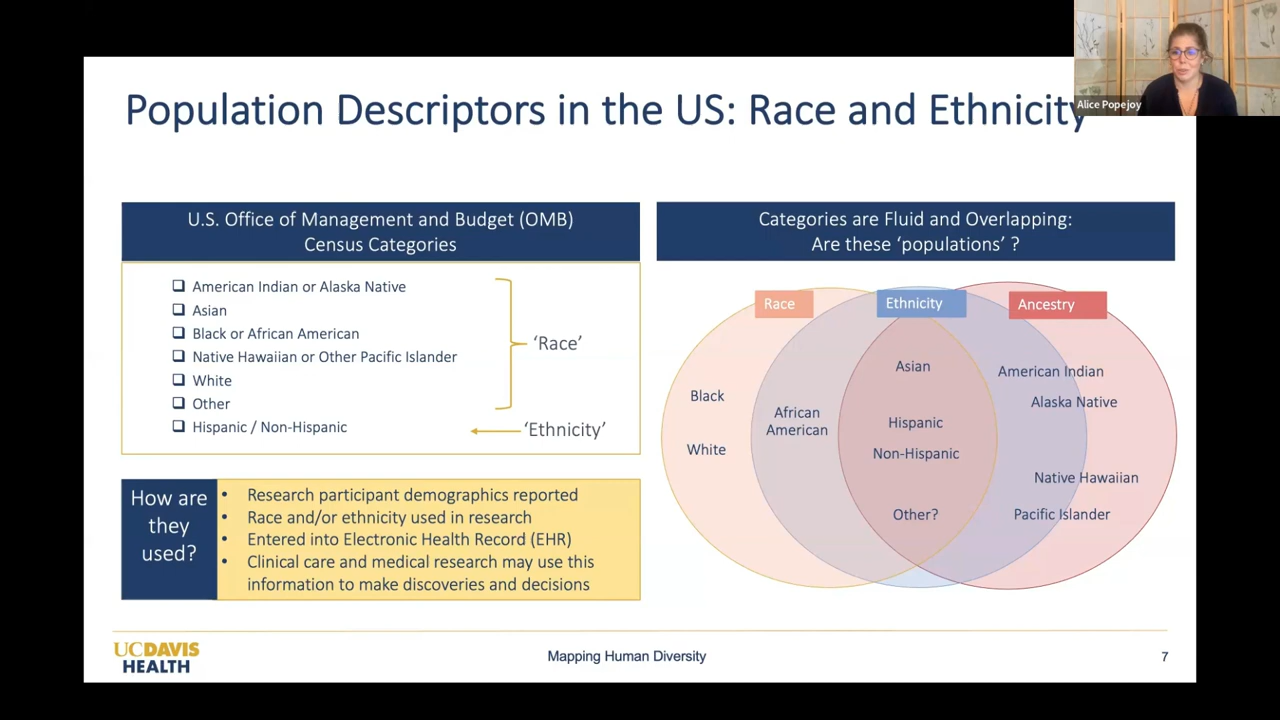 Alice Popejoy
Population Descriptors in the US: Race and Ethnicity
U.S. Office of Management and Budget (OMB)
Census Categories
American Indian or Alaska Native
Asian
Black or African American
Native Hawaiian or Other Pacific Islander
White
Other
Hispanic / Non-Hispanic
‘Race’
‘Ethnicity’
How are
they
used?
• Research participant demographics reported
• Race and/or ethnicity used in research
• Entered into Electronic Health Record (EHR)
• Clinical care and medical research may use this
information to make discoveries and decisions
Categories are Fluid and Overlapping:
Are these ‘populations’ ?
Race
Ethnicity
Ancestry
Black
White
African
American
Asian
Hispanic
Non-Hispanic
Other?
American Indian
Alaska Native
Native Hawaiian
Pacific Islander
UCDAVIS
HEALTH
Mapping Human Diversity
7